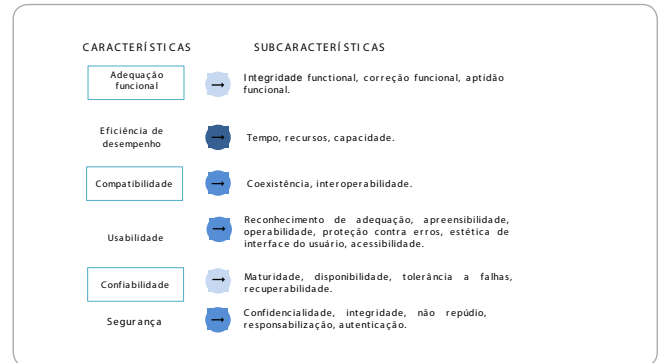 CARACTERÍSTICAS SUBCARACTERÍSTICAS
Adequação
funcional
Integridade functional, correção funcional, aptidão
funcional.
Eficiência de
desempenho
Tempo, recursos, capacidade.
Compatibilidade
Coexistência, interoperabilidade.
Usabilidade
Reconhecimento de adequação, apreensibilidade,
operabilidade, proteção contra erros, estética de
interface do usuário, acessibilidade.
Confiabilidade
Maturidade, disponibilidade, tolerância a falhas,
recuperabilidade.
Segurança
Confidencialidade, integridade, não repúdio,
responsabilização, autenticação.